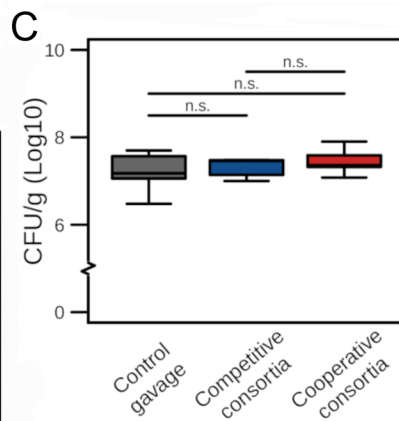 C
CFU/g (Log10)
10
8
6
0
n.s.
n.s.
n.s.
Control
gavage
Competitive
consortia
Cooperative
consortia